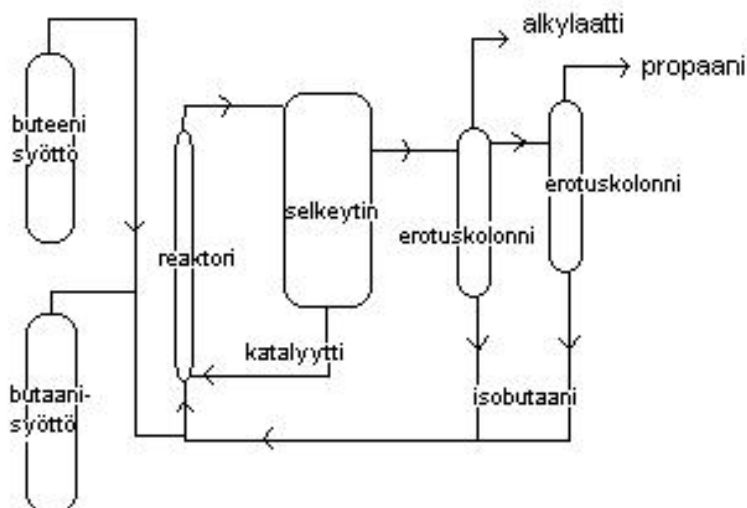 alkylaatti
propaani
buteeni
syöttö
selkeytin
erotuskolonni
erotuskolonni
reaktori
katalyytti
butaani-
syöttö
isobutaani